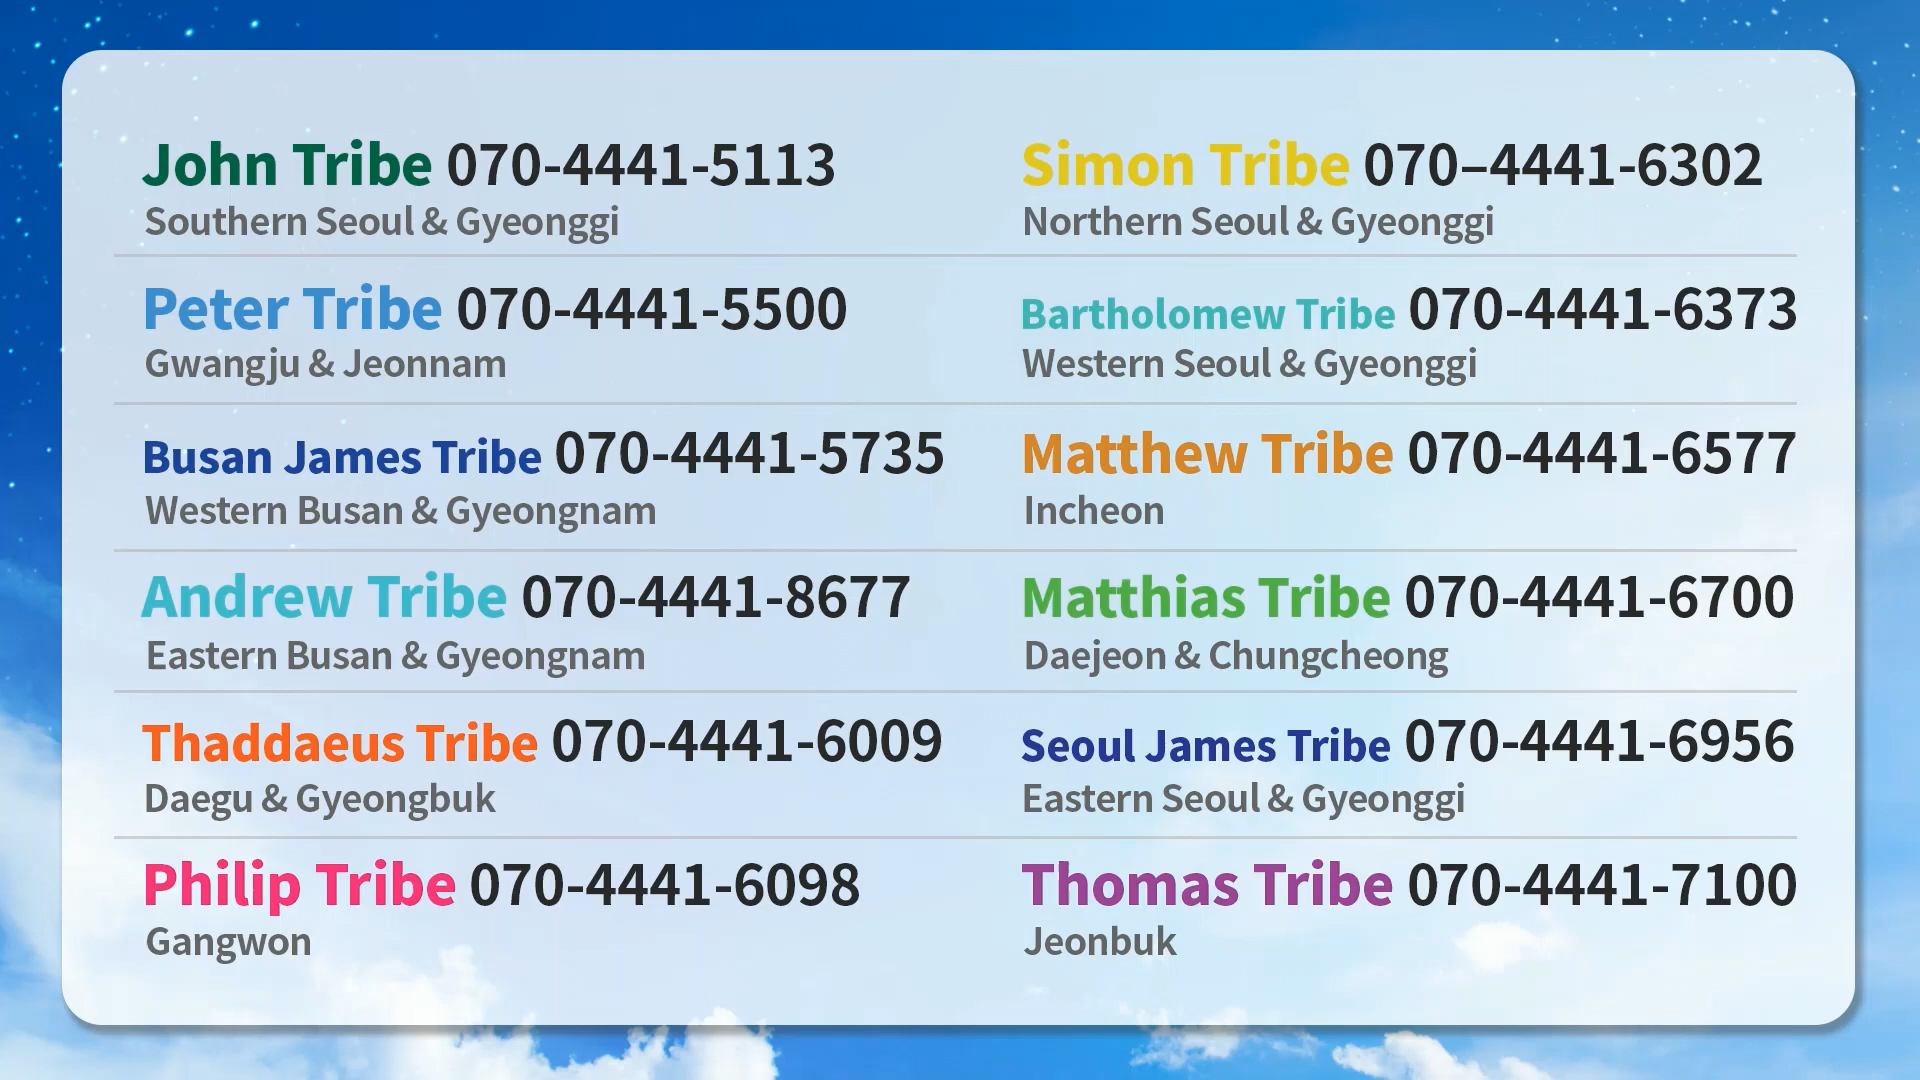 John Tribe 070-4441-5113
Southern Seoul & Gyeonggi
Simon Tribe 070–4441-6302
Northern Seoul & Gyeonggi
Peter Tribe 070-4441-5500
Gwangju & Jeonnam
Bartholomew Tribe 070-4441-6373
Western Seoul & Gyeonggi
Busan James Tribe 070-4441-5735
Western Busan & Gyeongnam
Matthew Tribe 070-4441-6577
Incheon
Andrew Tribe 070-4441-8677
Eastern Busan & Gyeongnam
Matthias Tribe 070-4441-6700
Daejeon & Chungcheong
Thaddaeus Tribe 070-4441-6009
Daegu & Gyeongbuk
Seoul James Tribe 070-4441-6956
Eastern Seoul & Gyeonggi
Philip Tribe 070-4441-6098
Gangwon
Thomas Tribe 070-4441-7100
Jeonbuk